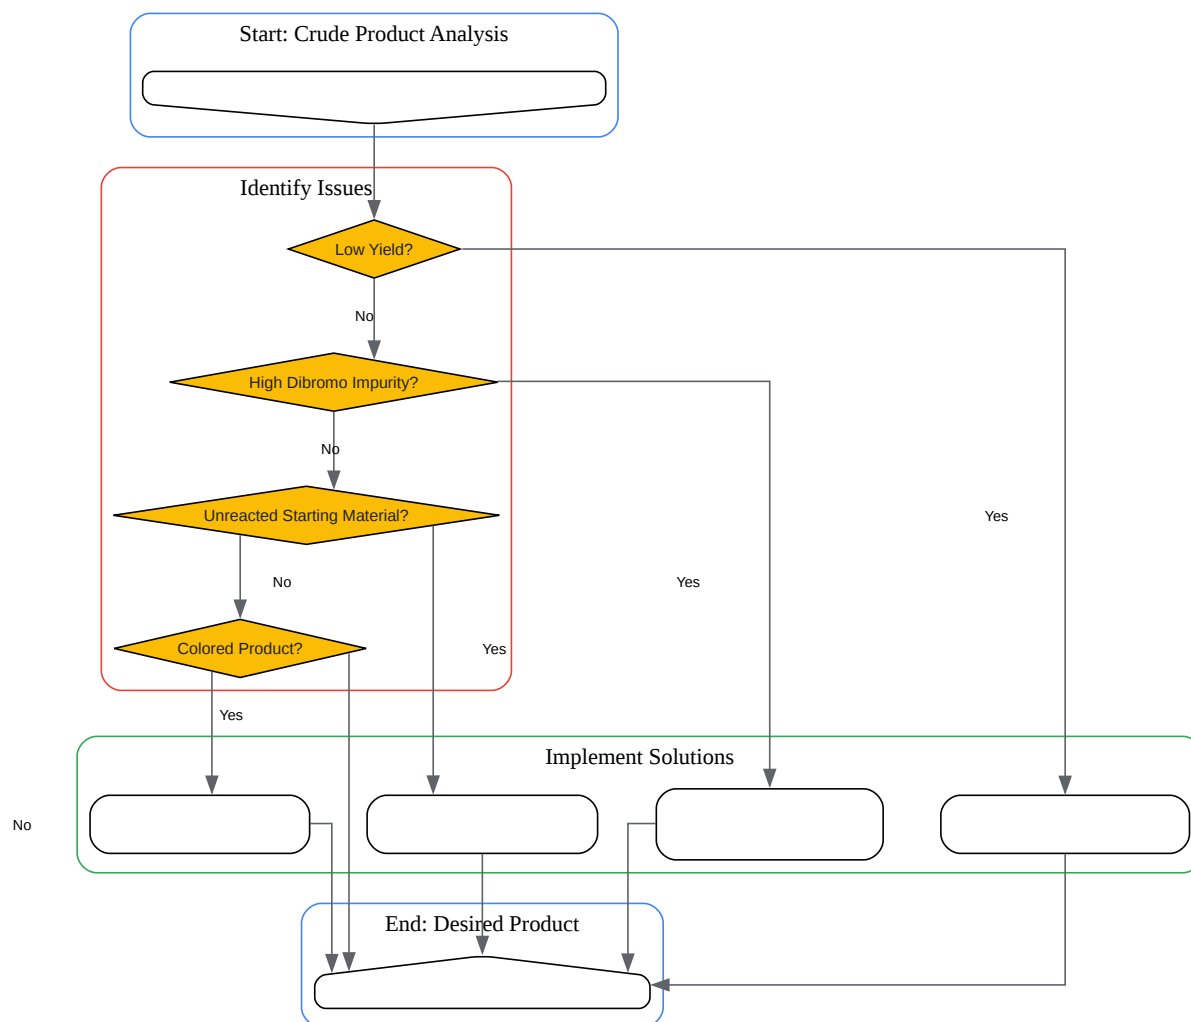 Start: Crude Product Analysis
Identify Issues
Low Yield?
No
High Dibromo Impurity?
No
Unreacted Starting Material?
Yes
No
Yes
Colored Product?
Yes
Yes
Implement Solutions
No
End: Desired Product